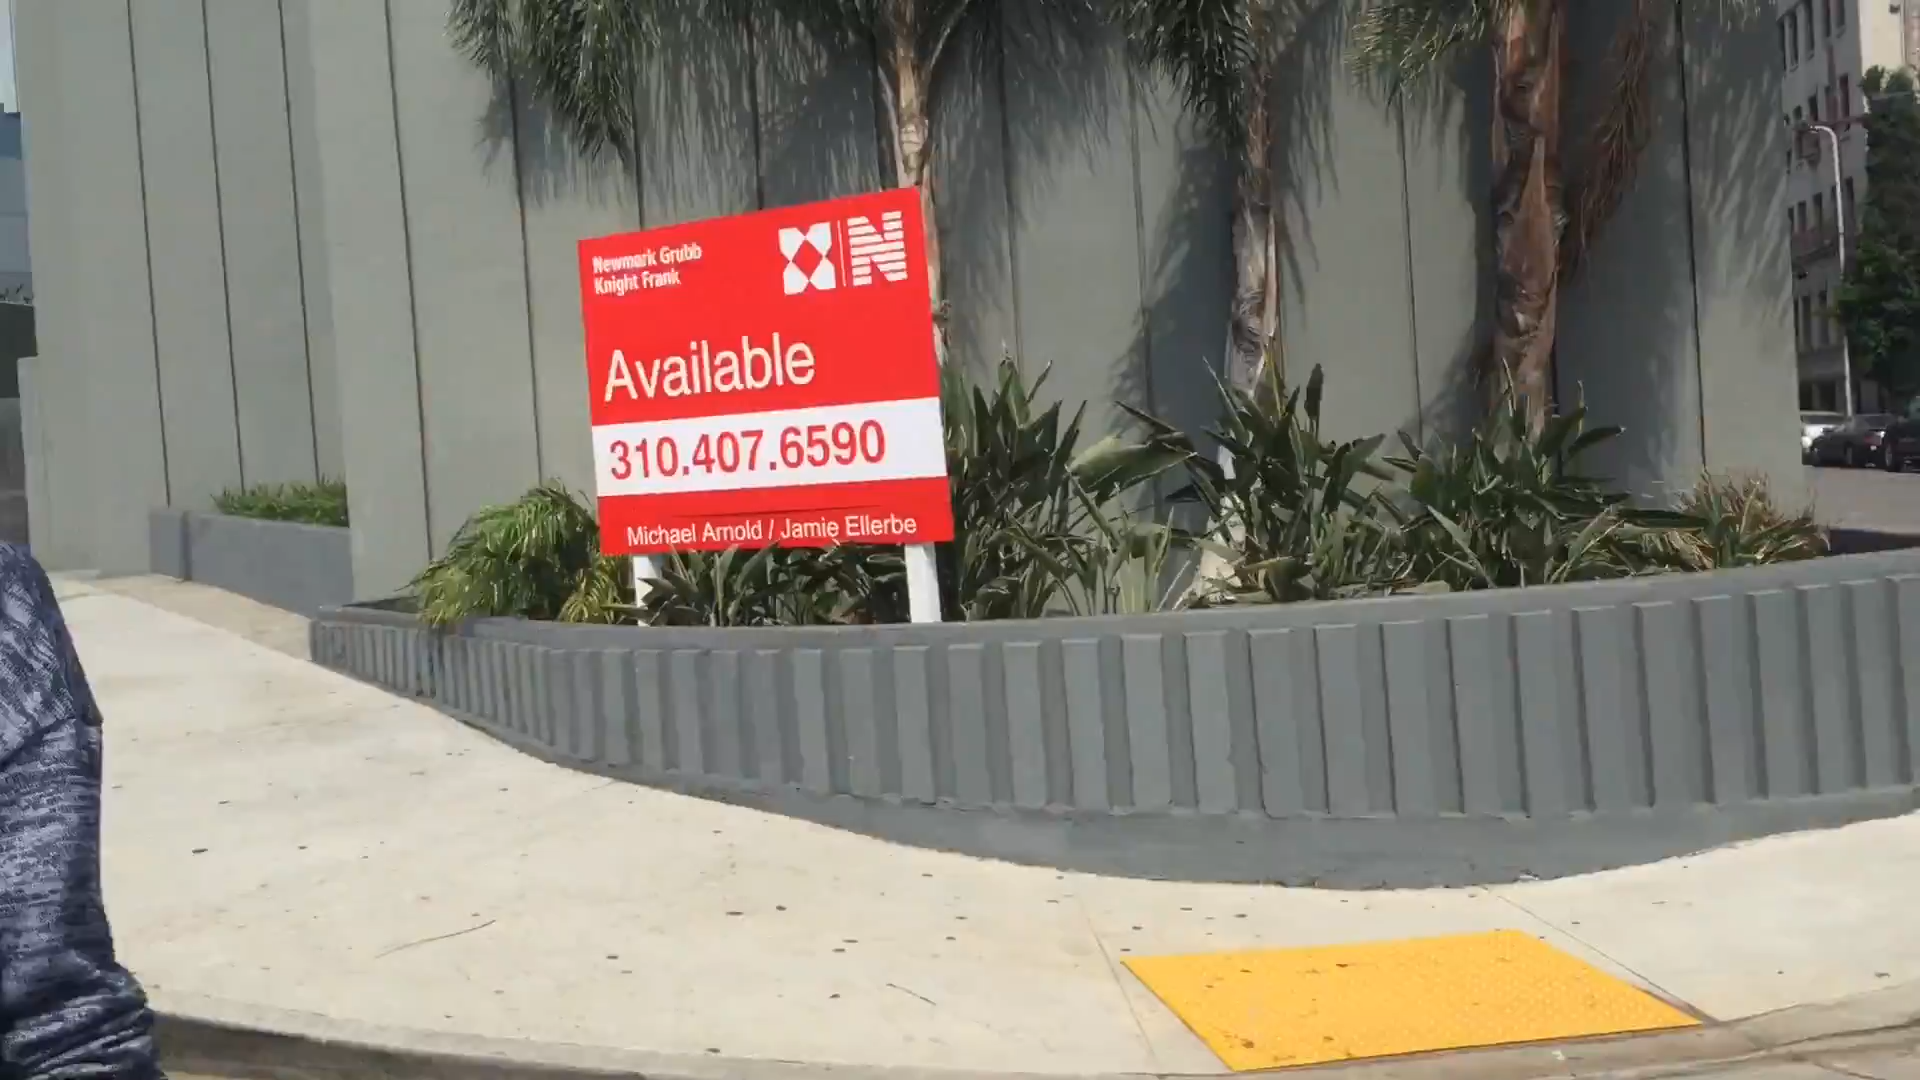 Newmark Grubb
Knight Frank
N
Available
310.407.6590
Michael Arnold / Jamie Ellerbe